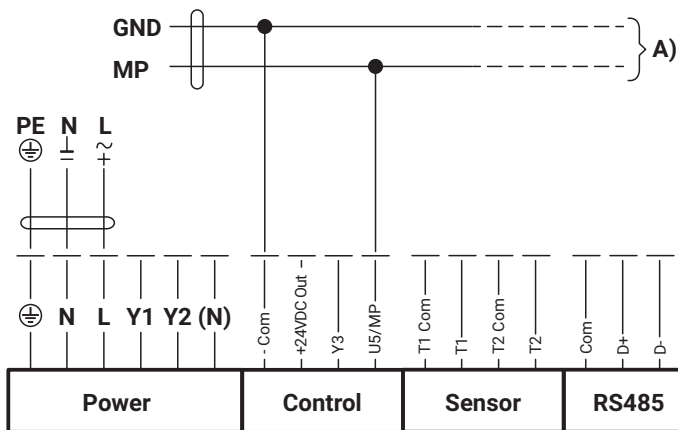 GND
MP
A)
PE N L
N L Y1 Y2 (N)
- Com
+24VDC Out
Y3
U5/MP
T1 Com
T1
T2 Com
T2
Com
D+
D-
Power Control Sensor RS485